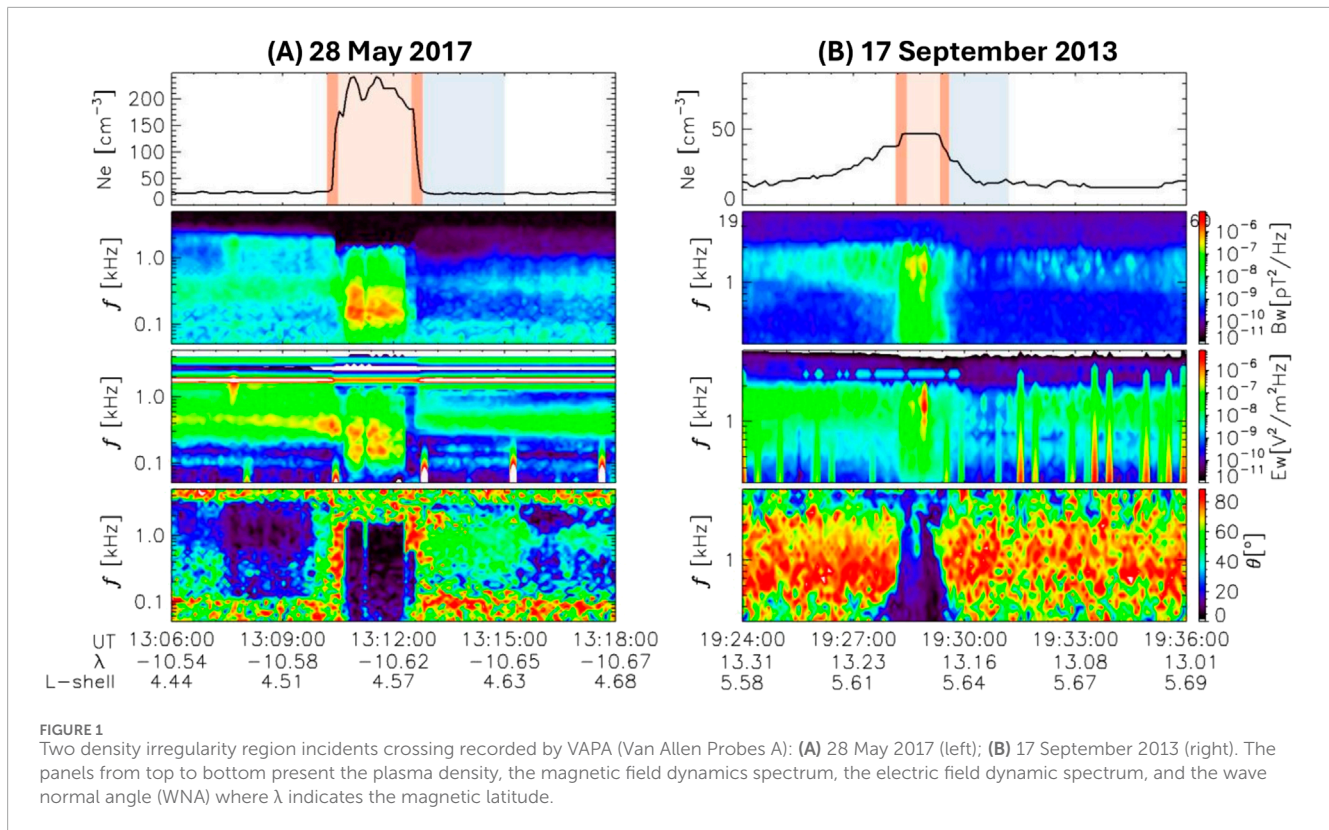 (A) 28 May 2017
(B) 17 September 2013
Ne [cm⁻³]
200
150
100
50
0
Ne [cm⁻³]
50
0
f [kHz]
1.0
0.1
f [kHz]
19
1
6
10⁻⁶
10⁻⁷
10⁻⁸
10⁻⁹
10⁻¹⁰
10⁻¹¹
Bw[pT²/Hz]
f [kHz]
1.0
0.1
f [kHz]
1
10⁻⁶
10⁻⁷
10⁻⁸
10⁻⁹
10⁻¹⁰
10⁻¹¹
Ew[V²/m²Hz]
f [kHz]
1.0
0.1
f [kHz]
1
80
60
40
20
0
θ[°]
UT 13:06:00 13:09:00 13:12:00 13:15:00 13:18:00
λ −10.54 −10.58 −10.62 −10.65 −10.67
L-shell 4.44 4.51 4.57 4.63 4.68
19:24:00 19:27:00 19:30:00 19:33:00 19:36:00
13.31 13.23 13.16 13.08 13.01
5.58 5.61 5.64 5.67 5.69
FIGURE 1
Two density irregularity region incidents crossing recorded by VAPA (Van Allen Probes A): (A) 28 May 2017 (left); (B) 17 September 2013 (right). The
panels from top to bottom present the plasma density, the magnetic field dynamics spectrum, the electric field dynamic spectrum, and the wave
normal angle (WNA) where λ indicates the magnetic latitude.